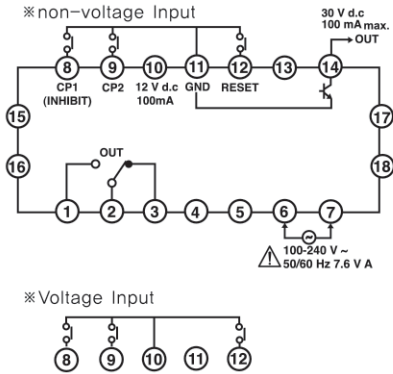 ※non-voltage Input
30 V d.c
100 mA max.
OUT
8 9 10 11 12 13 14
CP1 CP2 12 V d.c GND RESET
(INHIBIT) 100mA
15 17
16 18
OUT
1 2 3 4 5 6 7
100-240 V ~
50/60 Hz 7.6 V A
※Voltage Input
8 9 10 11 12